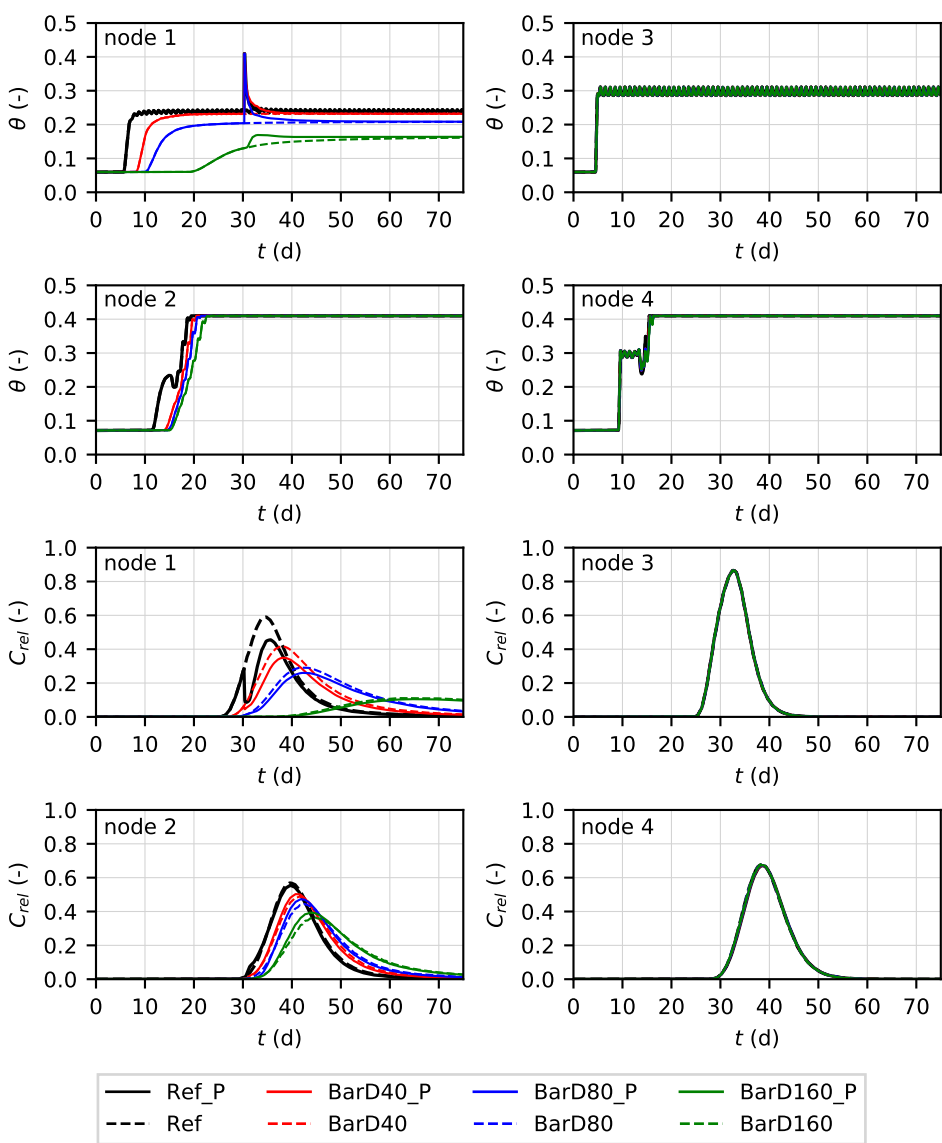 node 1
0.5
0.4
0.3
0.2
0.1
0.0
θ (-)
0 10 20 30 40 50 60 70
t (d)
node 3
0.5
0.4
0.3
0.2
0.1
0.0
θ (-)
0 10 20 30 40 50 60 70
t (d)
node 2
0.5
0.4
0.3
0.2
0.1
0.0
θ (-)
0 10 20 30 40 50 60 70
t (d)
node 4
0.5
0.4
0.3
0.2
0.1
0.0
θ (-)
0 10 20 30 40 50 60 70
t (d)
node 1
1.0
0.8
0.6
0.4
0.2
0.0
C_rel (-)
0 10 20 30 40 50 60 70
t (d)
node 3
1.0
0.8
0.6
0.4
0.2
0.0
C_rel (-)
0 10 20 30 40 50 60 70
t (d)
node 2
1.0
0.8
0.6
0.4
0.2
0.0
C_rel (-)
0 10 20 30 40 50 60 70
t (d)
node 4
1.0
0.8
0.6
0.4
0.2
0.0
C_rel (-)
0 10 20 30 40 50 60 70
t (d)
Ref_P BarD40_P BarD80_P BarD160_P
Ref BarD40 BarD80 BarD160